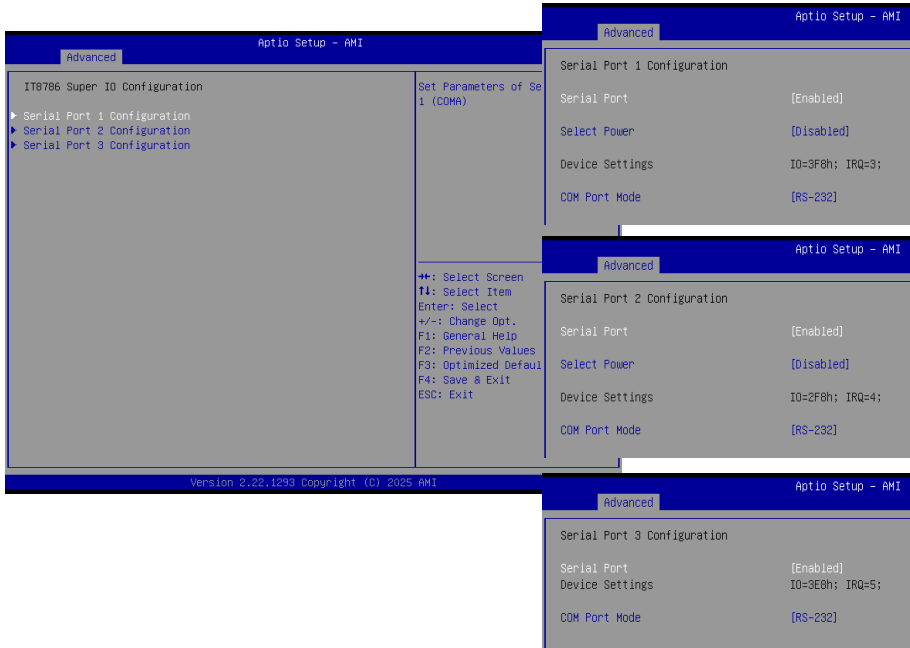 Aptio Setup - AMI
Advanced
IT8786 Super IO Configuration
Serial Port 1 Configuration
Serial Port 2 Configuration
Serial Port 3 Configuration
Set Parameters of Se
1 (COMA)
↔: Select Screen
↑↓: Select Item
Enter: Select
+/-: Change Opt.
F1: General Help
F2: Previous Values
F3: Optimized Defaul
F4: Save & Exit
ESC: Exit
Version 2.22.1293 Copyright (C) 2025 AMI
Aptio Setup - AMI
Advanced
Serial Port 1 Configuration
Serial Port [Enabled]
Select Power [Disabled]
Device Settings IO=3F8h; IRQ=3;
COM Port Mode [RS-232]
Aptio Setup - AMI
Advanced
Serial Port 2 Configuration
Serial Port [Enabled]
Select Power [Disabled]
Device Settings IO=2F8h; IRQ=4;
COM Port Mode [RS-232]
Aptio Setup - AMI
Advanced
Serial Port 3 Configuration
Serial Port [Enabled]
Device Settings IO=3E8h; IRQ=5;
COM Port Mode [RS-232]